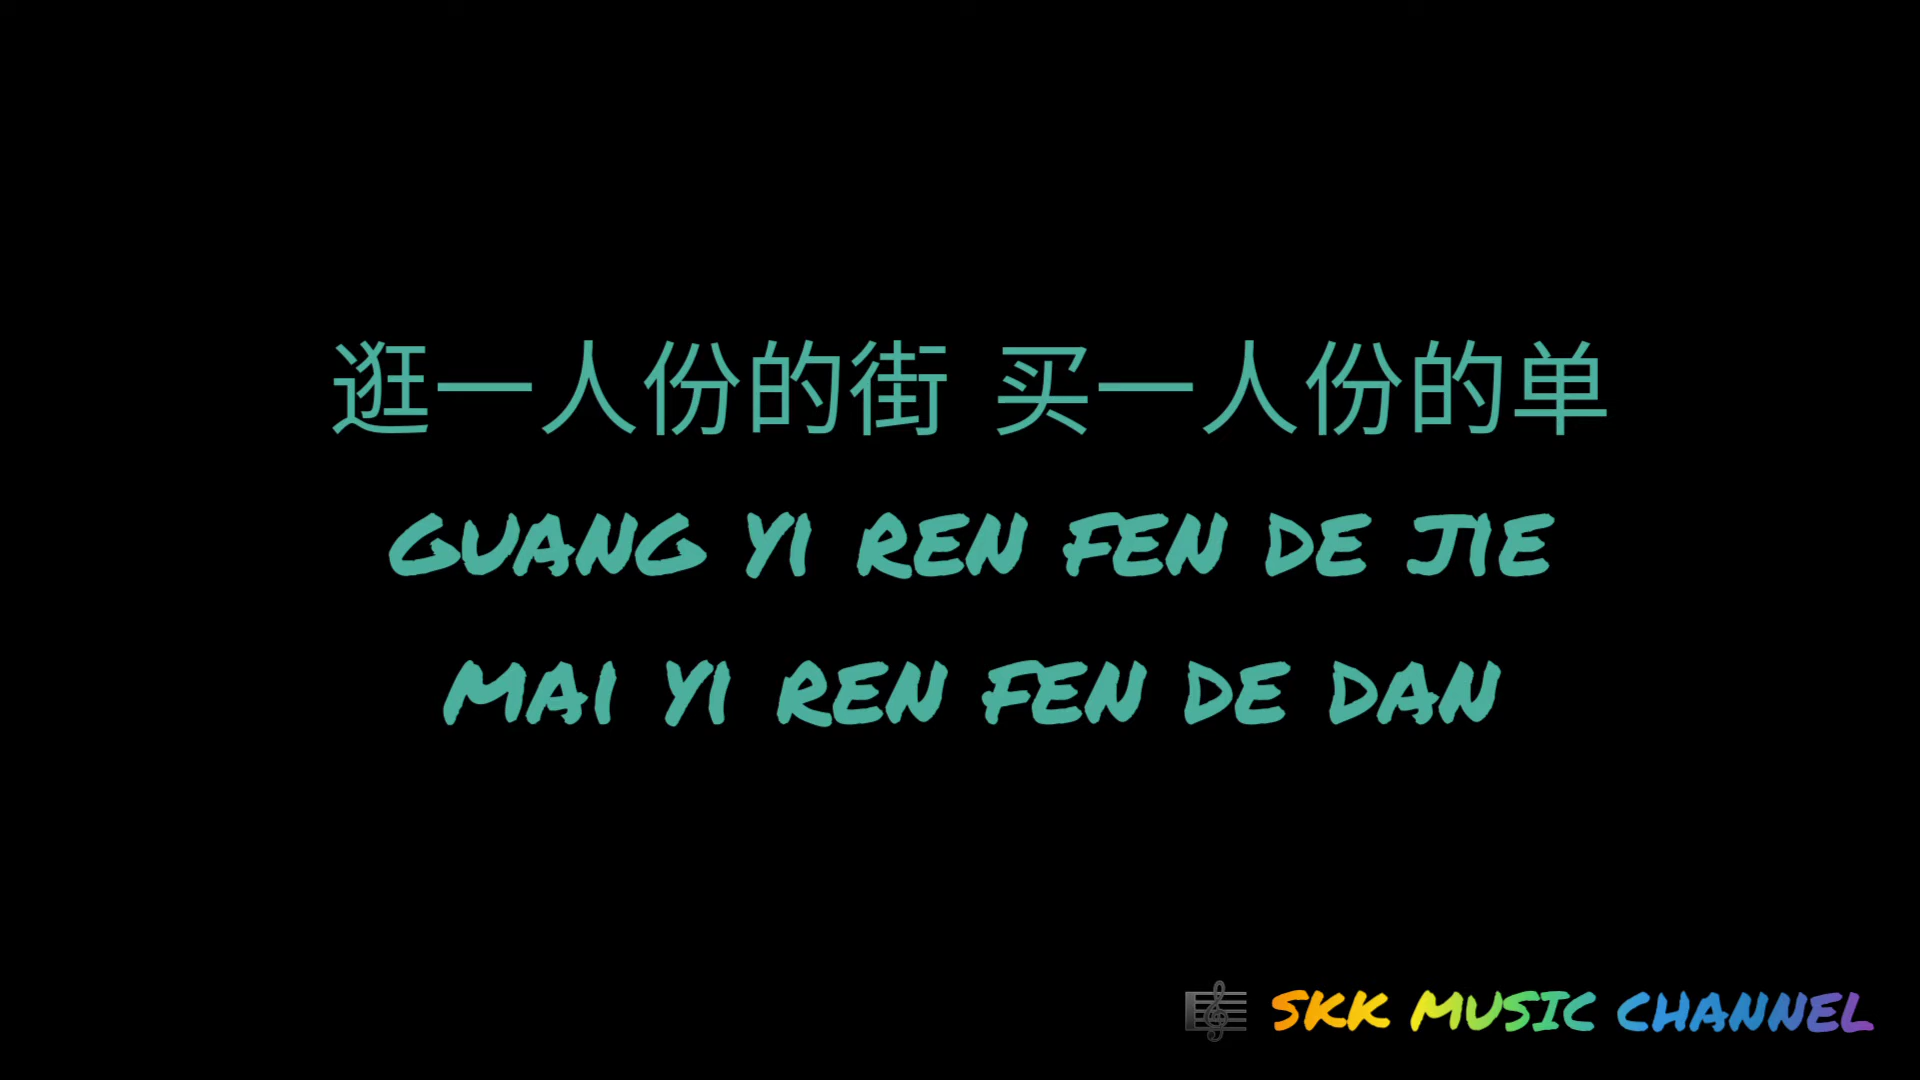 逛一人份的街 买一人份的单
GUANG YI REN FEN DE JIE
MAI YI REN FEN DE DAN
SKK MUSIC CHANNEL